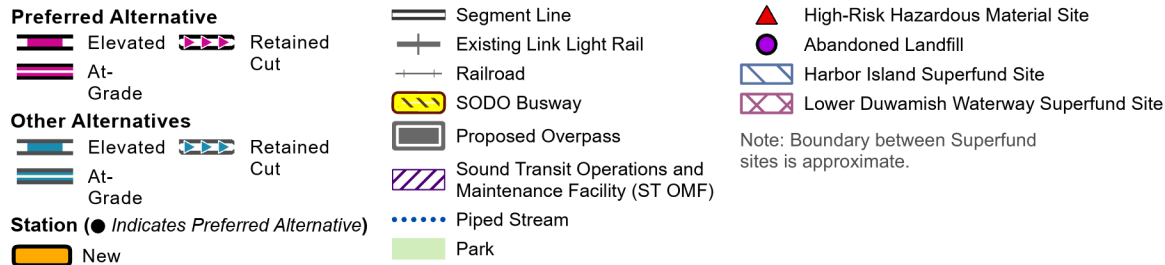 Preferred Alternative
Elevated
Retained
Cut
At-
Grade
Other Alternatives
Elevated
Retained
Cut
At-
Grade
Station (● Indicates Preferred Alternative)
New
Segment Line
Existing Link Light Rail
Railroad
SODO Busway
Proposed Overpass
Sound Transit Operations and
Maintenance Facility (ST OMF)
Piped Stream
Park
High-Risk Hazardous Material Site
Abandoned Landfill
Harbor Island Superfund Site
Lower Duwamish Waterway Superfund Site
Note: Boundary between Superfund
sites is approximate.